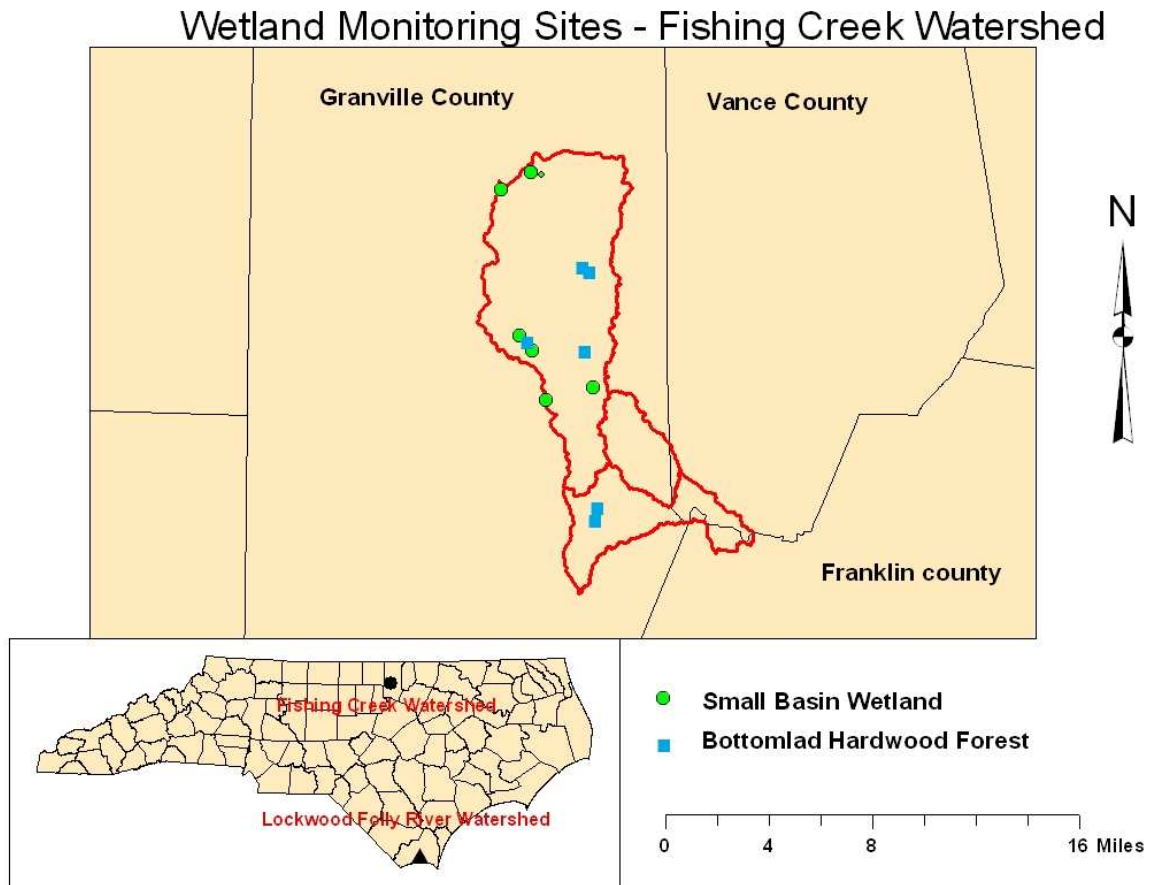 Wetland Monitoring Sites - Fishing Creek Watershed
Granville County
Vance County
N
Franklin county
Fishing Creek Watershed
Lockwood Folly River Watershed
Small Basin Wetland
Bottomlad Hardwood Forest
0 4 8 16 Miles